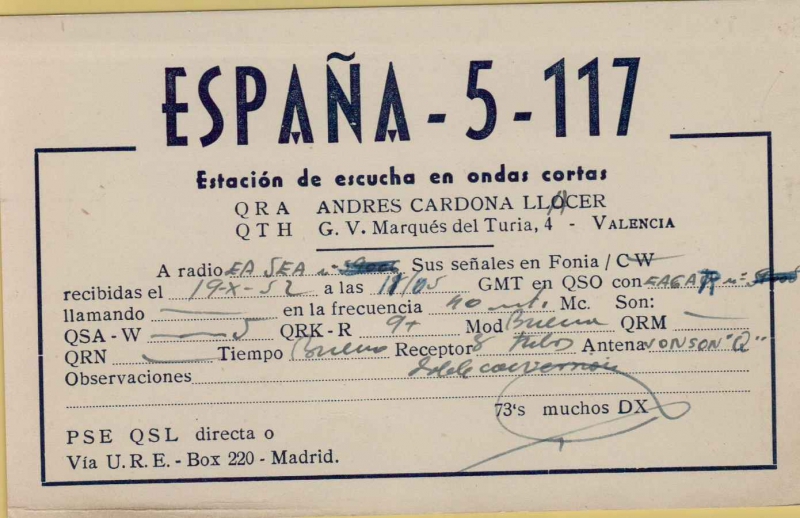 ESPAÑA - 5 - 117
Estación de escucha en ondas cortas
QRA ANDRES CARDONA LLOCER
QTH G. V. Marqués del Turia, 4 - VALENCIA
A radio EA Sus señales en Fonia / CW
recibidas el 19-X-52 a las GMT en QSO con
llamando en la frecuencia 40 mt. Mc. Son:
QSA - W 5 QRK - R 9+ Mod Buena QRM
QRN Tiempo Bueno Receptor Antena VONSON "Q"
Observaciones
73's muchos DX
PSE QSL directa o
Vía U. R. E. - Box 220 - Madrid.